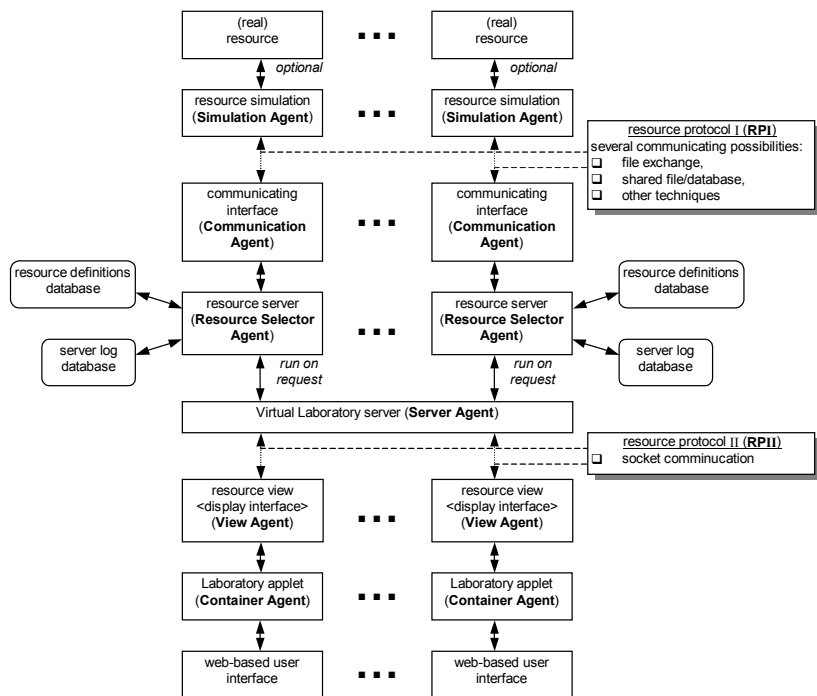 (real)
resource
(real)
resource
optional
optional
resource simulation
(Simulation Agent)
resource simulation
(Simulation Agent)
resource protocol I (RPI)
several communicating possibilities:
❑ file exchange,
❑ shared file/database,
❑ other techniques
communicating
interface
(Communication
Agent)
communicating
interface
(Communication
Agent)
resource definitions
database
resource server
(Resource Selector
Agent)
resource server
(Resource Selector
Agent)
resource definitions
database
server log
database
server log
database
run on
request
run on
request
Virtual Laboratory server (Server Agent)
resource protocol II (RPII)
❑ socket comminucation
resource view
<display interface>
(View Agent)
resource view
<display interface>
(View Agent)
Laboratory applet
(Container Agent)
Laboratory applet
(Container Agent)
web-based user
interface
web-based user
interface